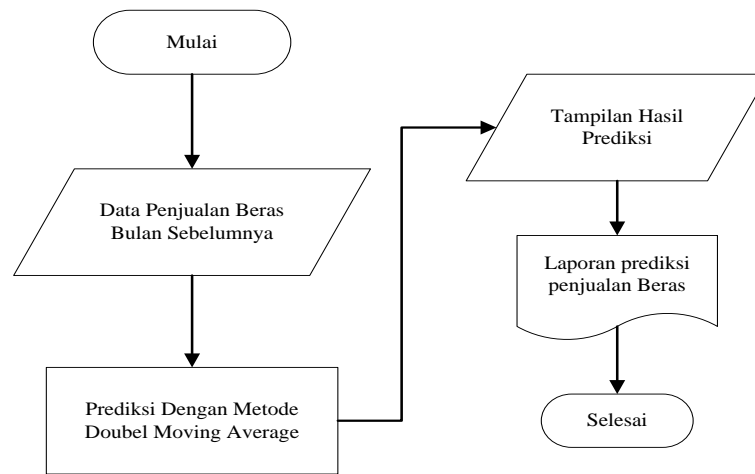 Mulai
Data Penjualan Beras
Bulan Sebelumnya
Prediksi Dengan Metode
Doubel Moving Average
Tampilan Hasil
Prediksi
Laporan prediksi
penjualan Beras
Selesai